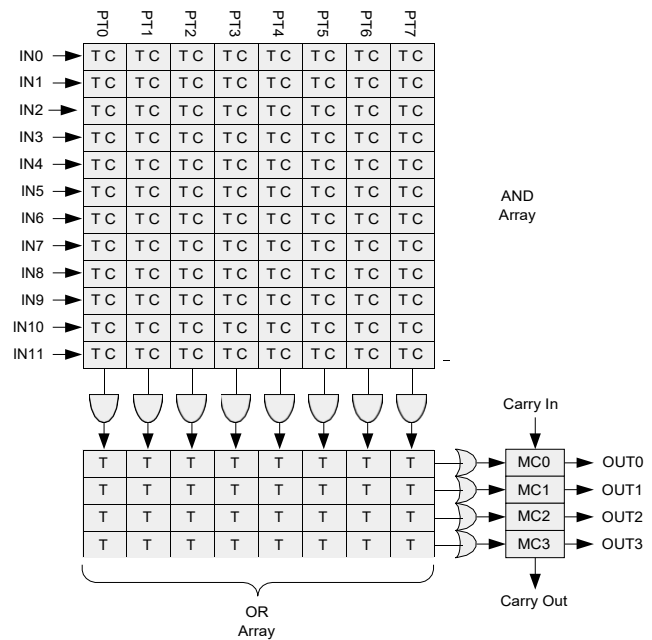 PT0 PT1 PT2 PT3 PT4 PT5 PT6 PT7
IN0 T C T C T C T C T C T C T C T C
IN1 T C T C T C T C T C T C T C T C
IN2 T C T C T C T C T C T C T C T C
IN3 T C T C T C T C T C T C T C T C
IN4 T C T C T C T C T C T C T C T C
IN5 T C T C T C T C T C T C T C T C
IN6 T C T C T C T C T C T C T C T C
IN7 T C T C T C T C T C T C T C T C
IN8 T C T C T C T C T C T C T C T C
IN9 T C T C T C T C T C T C T C T C
IN10 T C T C T C T C T C T C T C T C
IN11 T C T C T C T C T C T C T C T C
AND
Array
Carry In
T T T T T T T T MC0 OUT0
T T T T T T T T MC1 OUT1
T T T T T T T T MC2 OUT2
T T T T T T T T MC3 OUT3
Carry Out
OR
Array